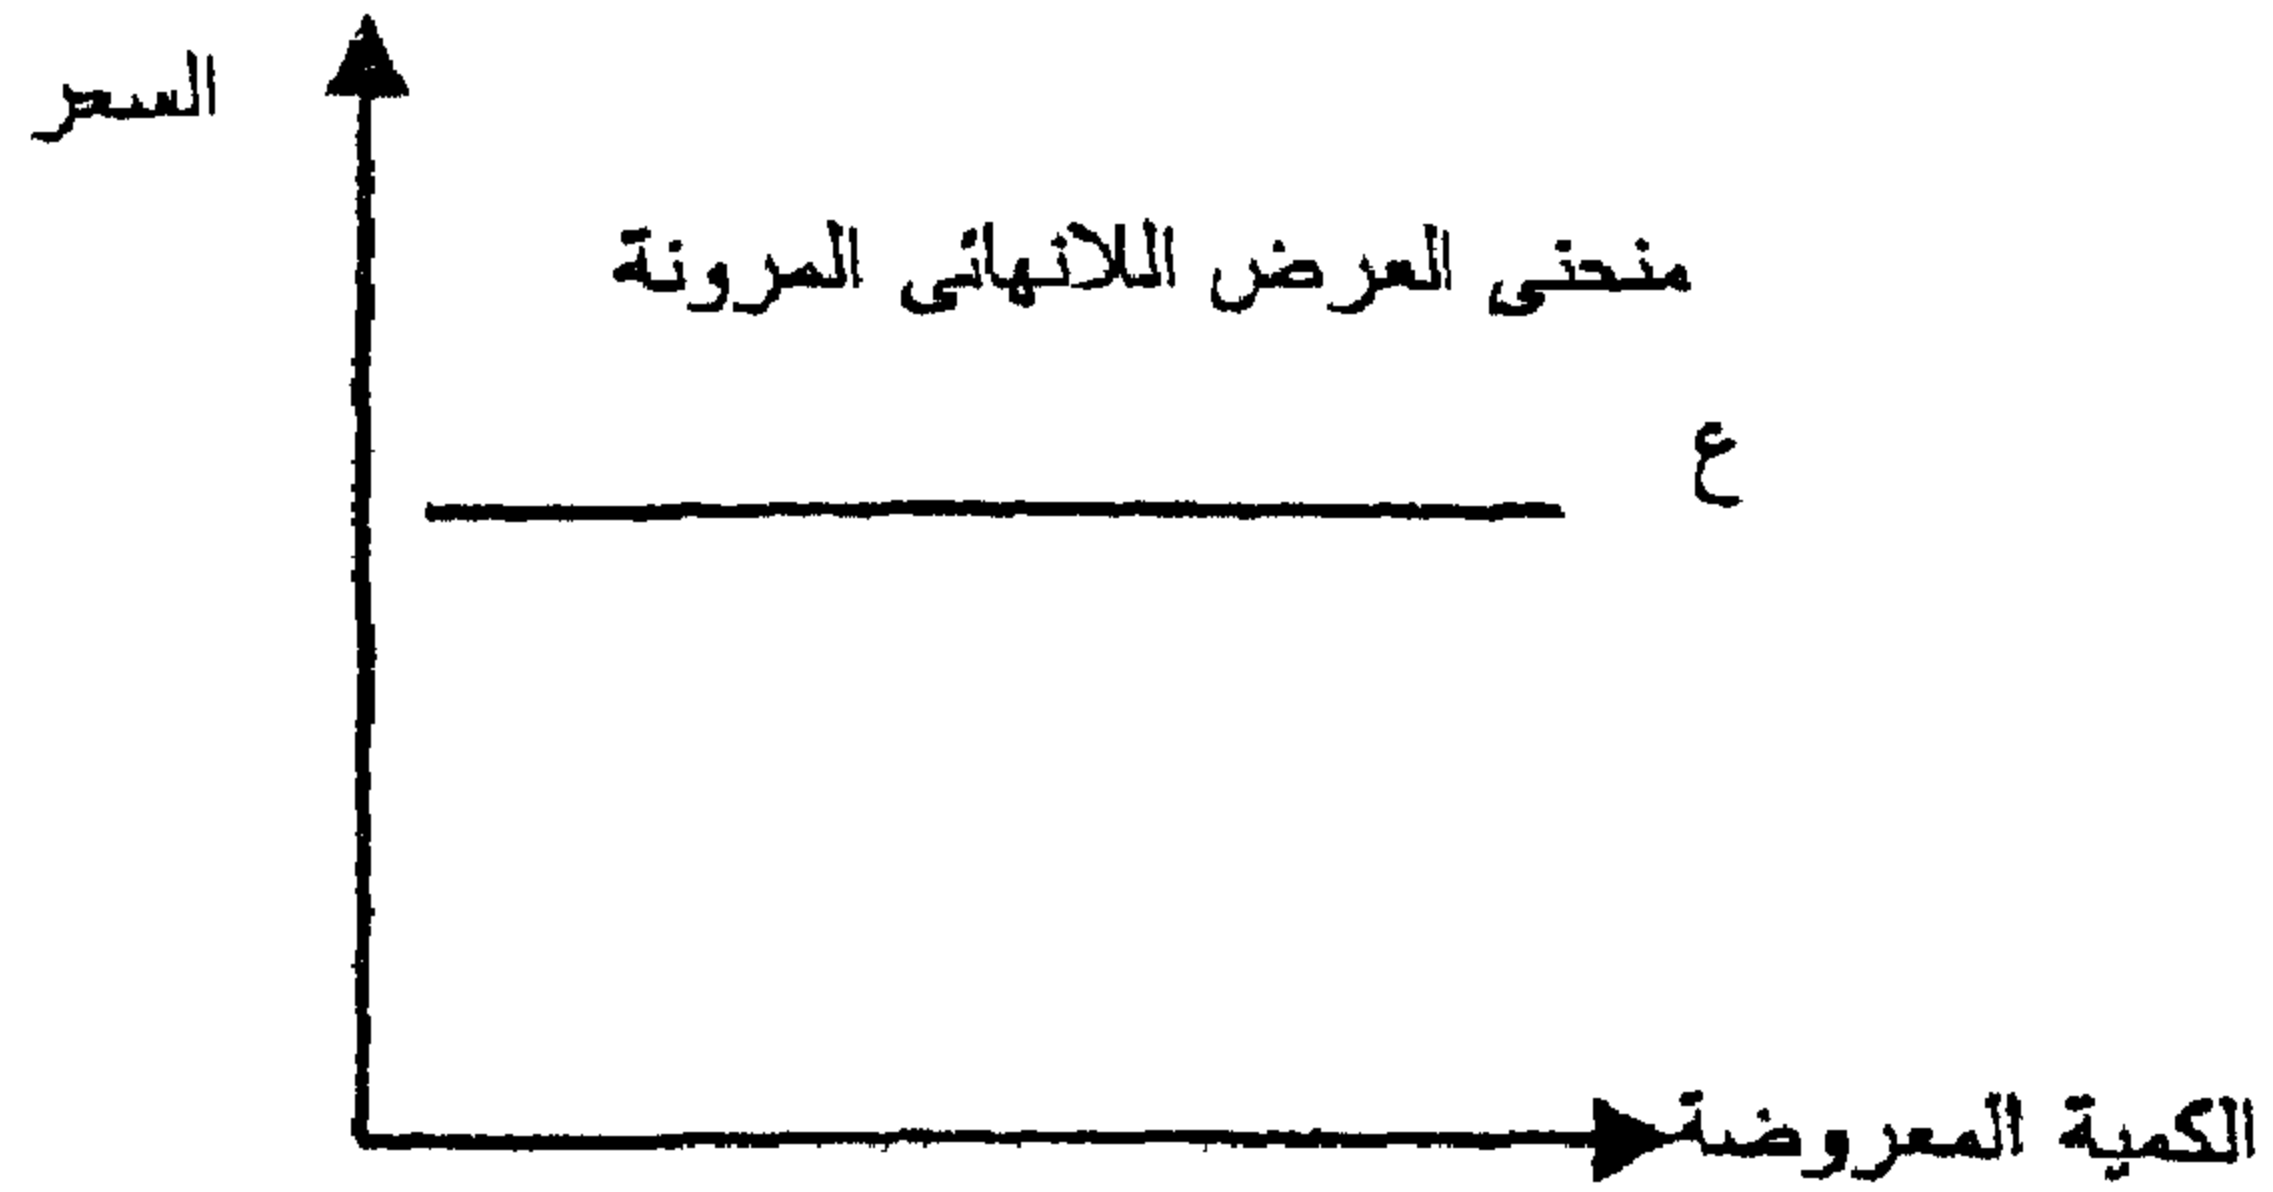 السعر
منحنى العرض اللانهائى المرونة
ع
الكمية المعروضة